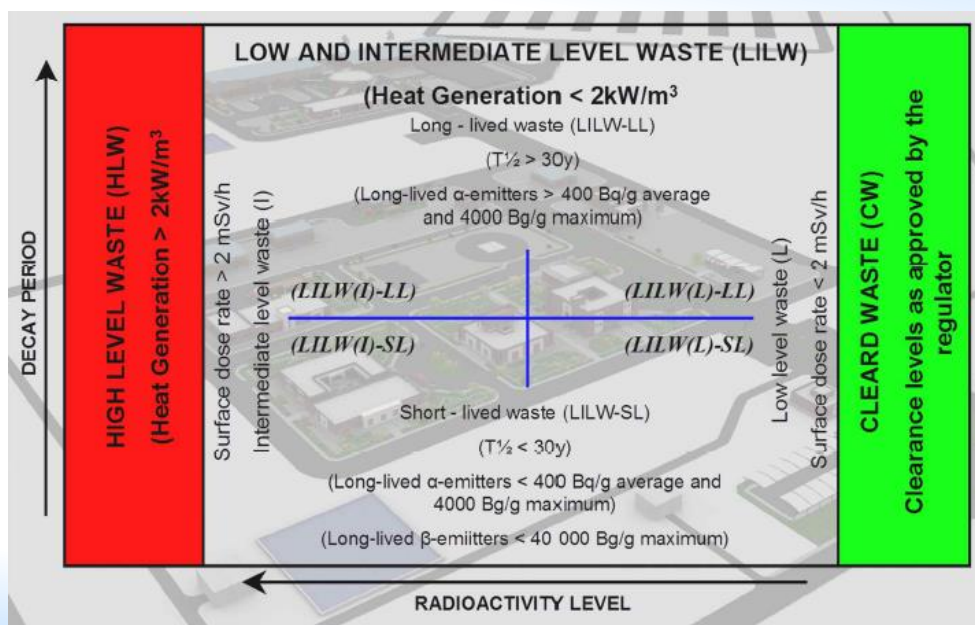 DECAY PERIOD
HIGH LEVEL WASTE (HLW)
(Heat Generation > 2kW/m³
Surface dose rate > 2 mSv/h
Intermediate level waste (I)
LOW AND INTERMEDIATE LEVEL WASTE (LILW)
(Heat Generation < 2kW/m³
Long - lived waste (LILW-LL)
(T½ > 30y)
(Long-lived α-emitters > 400 Bq/g average
and 4000 Bg/g maximum)
(LILW(I)-LL)
(LILW(L)-LL)
(LILW(I)-SL)
(LILW(L)-SL)
Short - lived waste (LILW-SL)
(T½ < 30y)
(Long-lived α-emitters < 400 Bq/g average and
4000 Bg/g maximum)
(Long-lived β-emiitters < 40 000 Bg/g maximum)
Low level waste (L)
Surface dose rate < 2 mSv/h
CLEARD WASTE (CW)
Clearance levels as approved by the
regulator
RADIOACTIVITY LEVEL